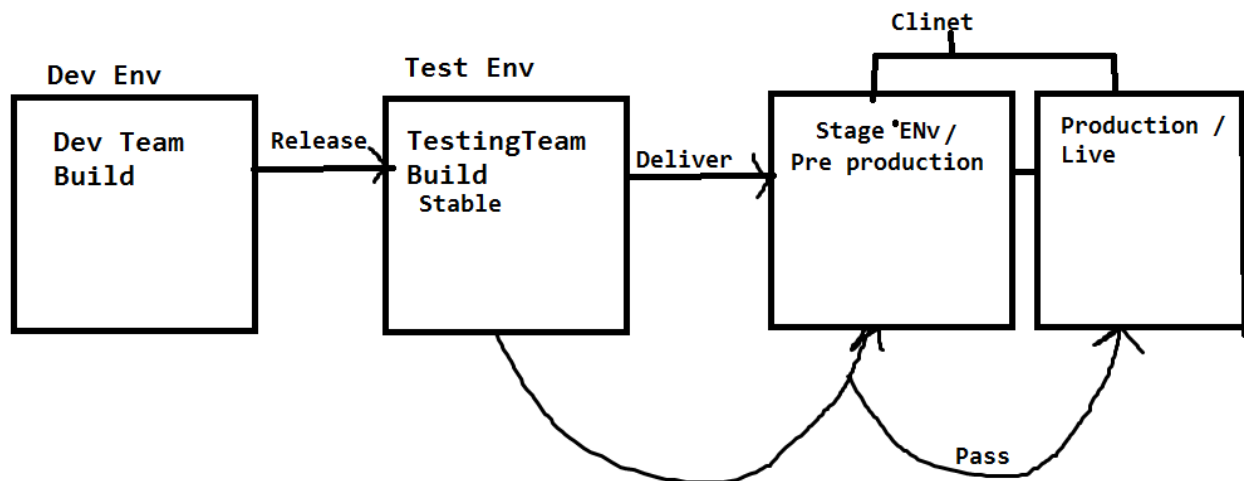 Clinet
Dev Env
Test Env
Dev Team
Build
Release
TestingTeam
Build
Stable
Deliver
Stage ENv /
Pre production
Production /
Live
Pass